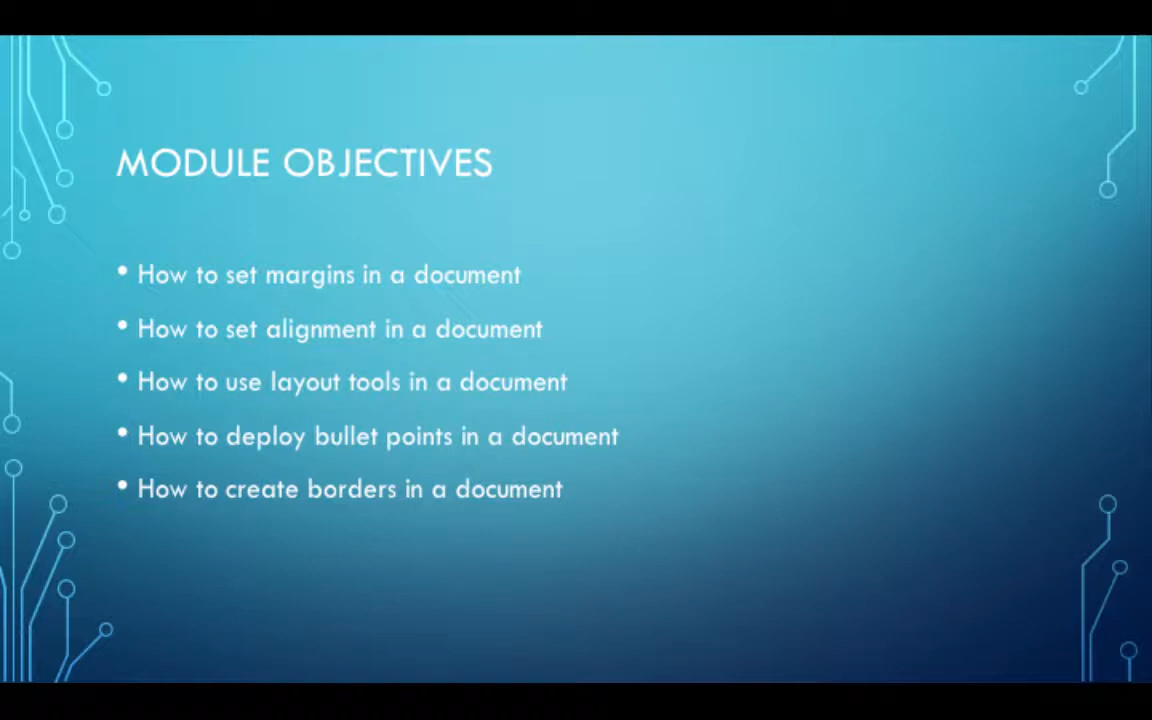 MODULE OBJECTIVES
• How to set margins in a document
• How to set alignment in a document
• How to use layout tools in a document
• How to deploy bullet points in a document
• How to create borders in a document